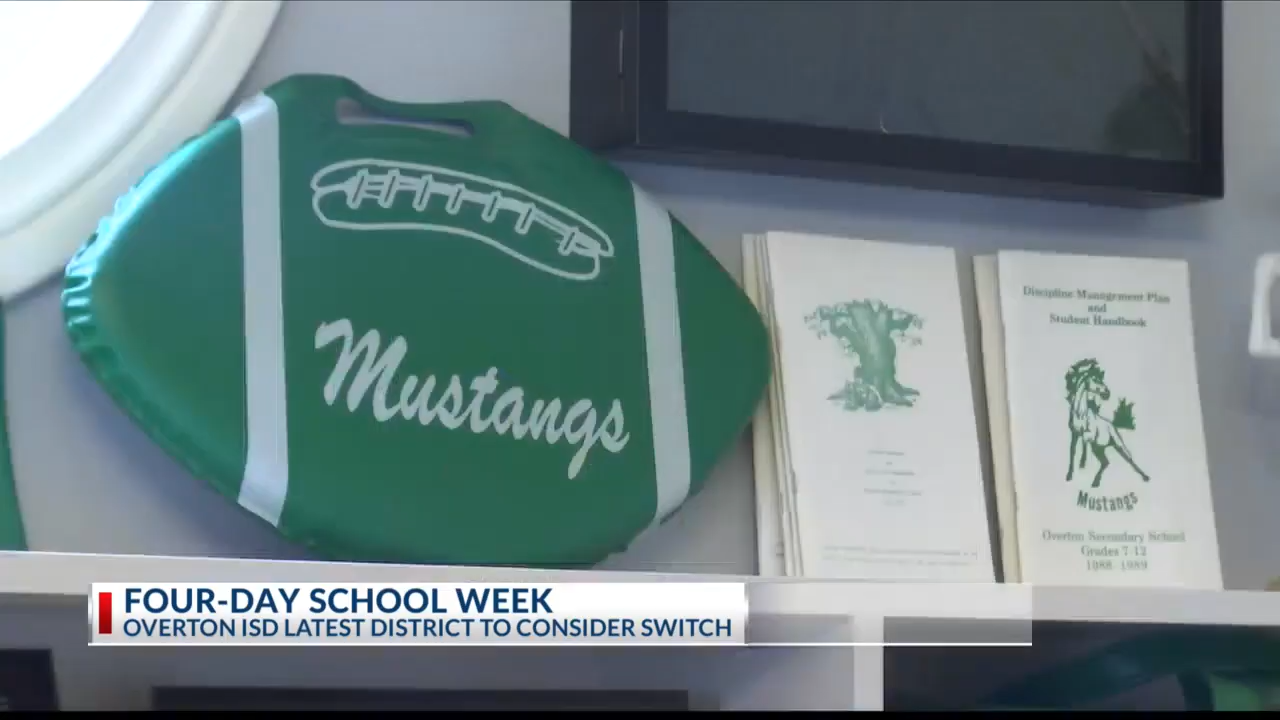 Mustangs
Discipline Management Plan
and
Student Handbook
Mustangs
Overton Secondary School
Grades 7-12
1988-1989
FOUR-DAY SCHOOL WEEK
OVERTON ISD LATEST DISTRICT TO CONSIDER SWITCH